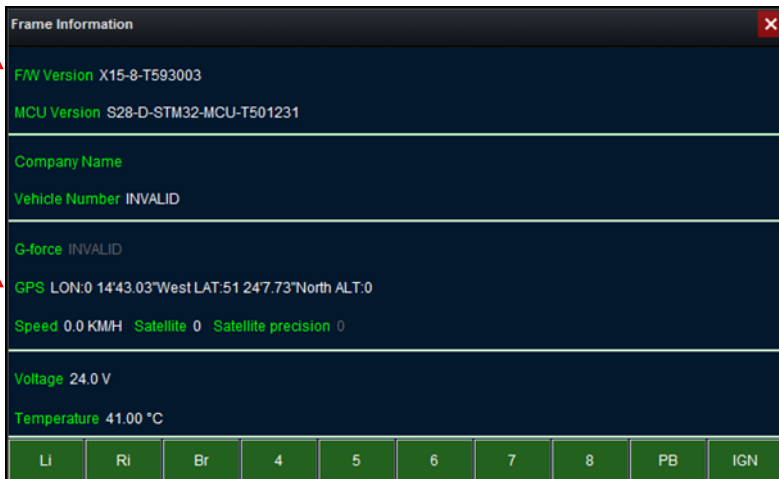 Frame Information
F/W Version X15-8-T593003
MCU Version S28-D-STM32-MCU-T501231
Company Name
Vehicle Number INVALID
G-force INVALID
GPS LON:0 14'43.03"West LAT:51 24'7.73"North ALT:0
Speed 0.0 KM/H Satellite 0 Satellite precision 0
Voltage 24.0 V
Temperature 41.00 °C
Li Ri Br 4 5 6 7 8 PB IGN